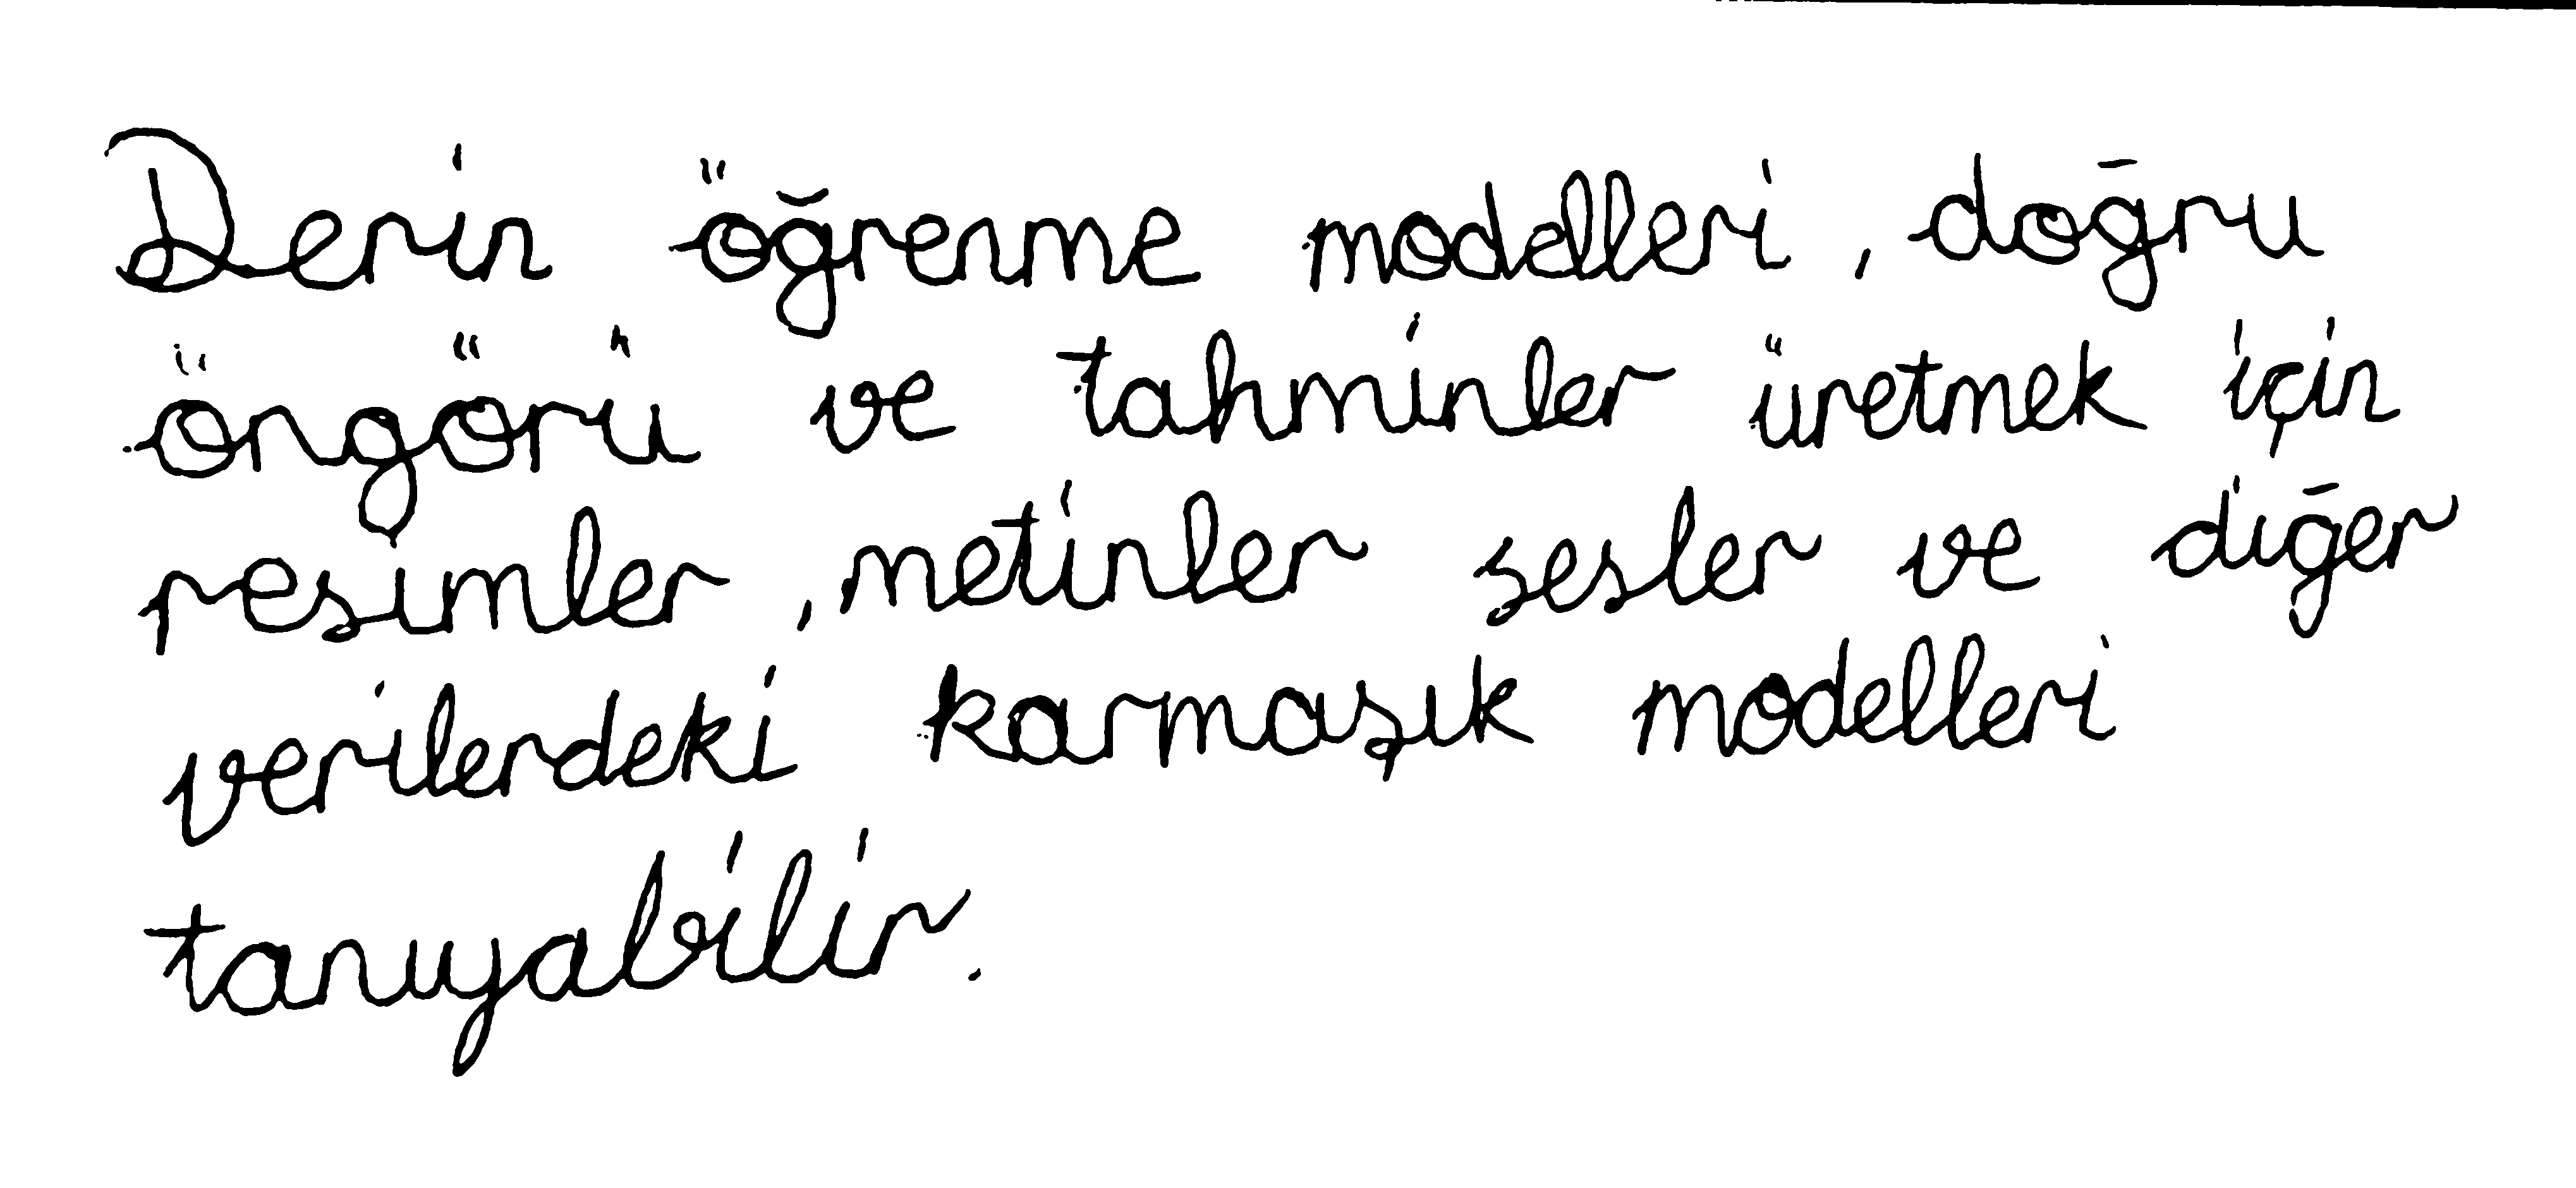 Derin öğrenme modelleri, doğru
öngörü ve tahminler üretmek için
resimler, metinler sesler ve diğer
verilerdeki karmaşık modelleri
tanıyabilir.